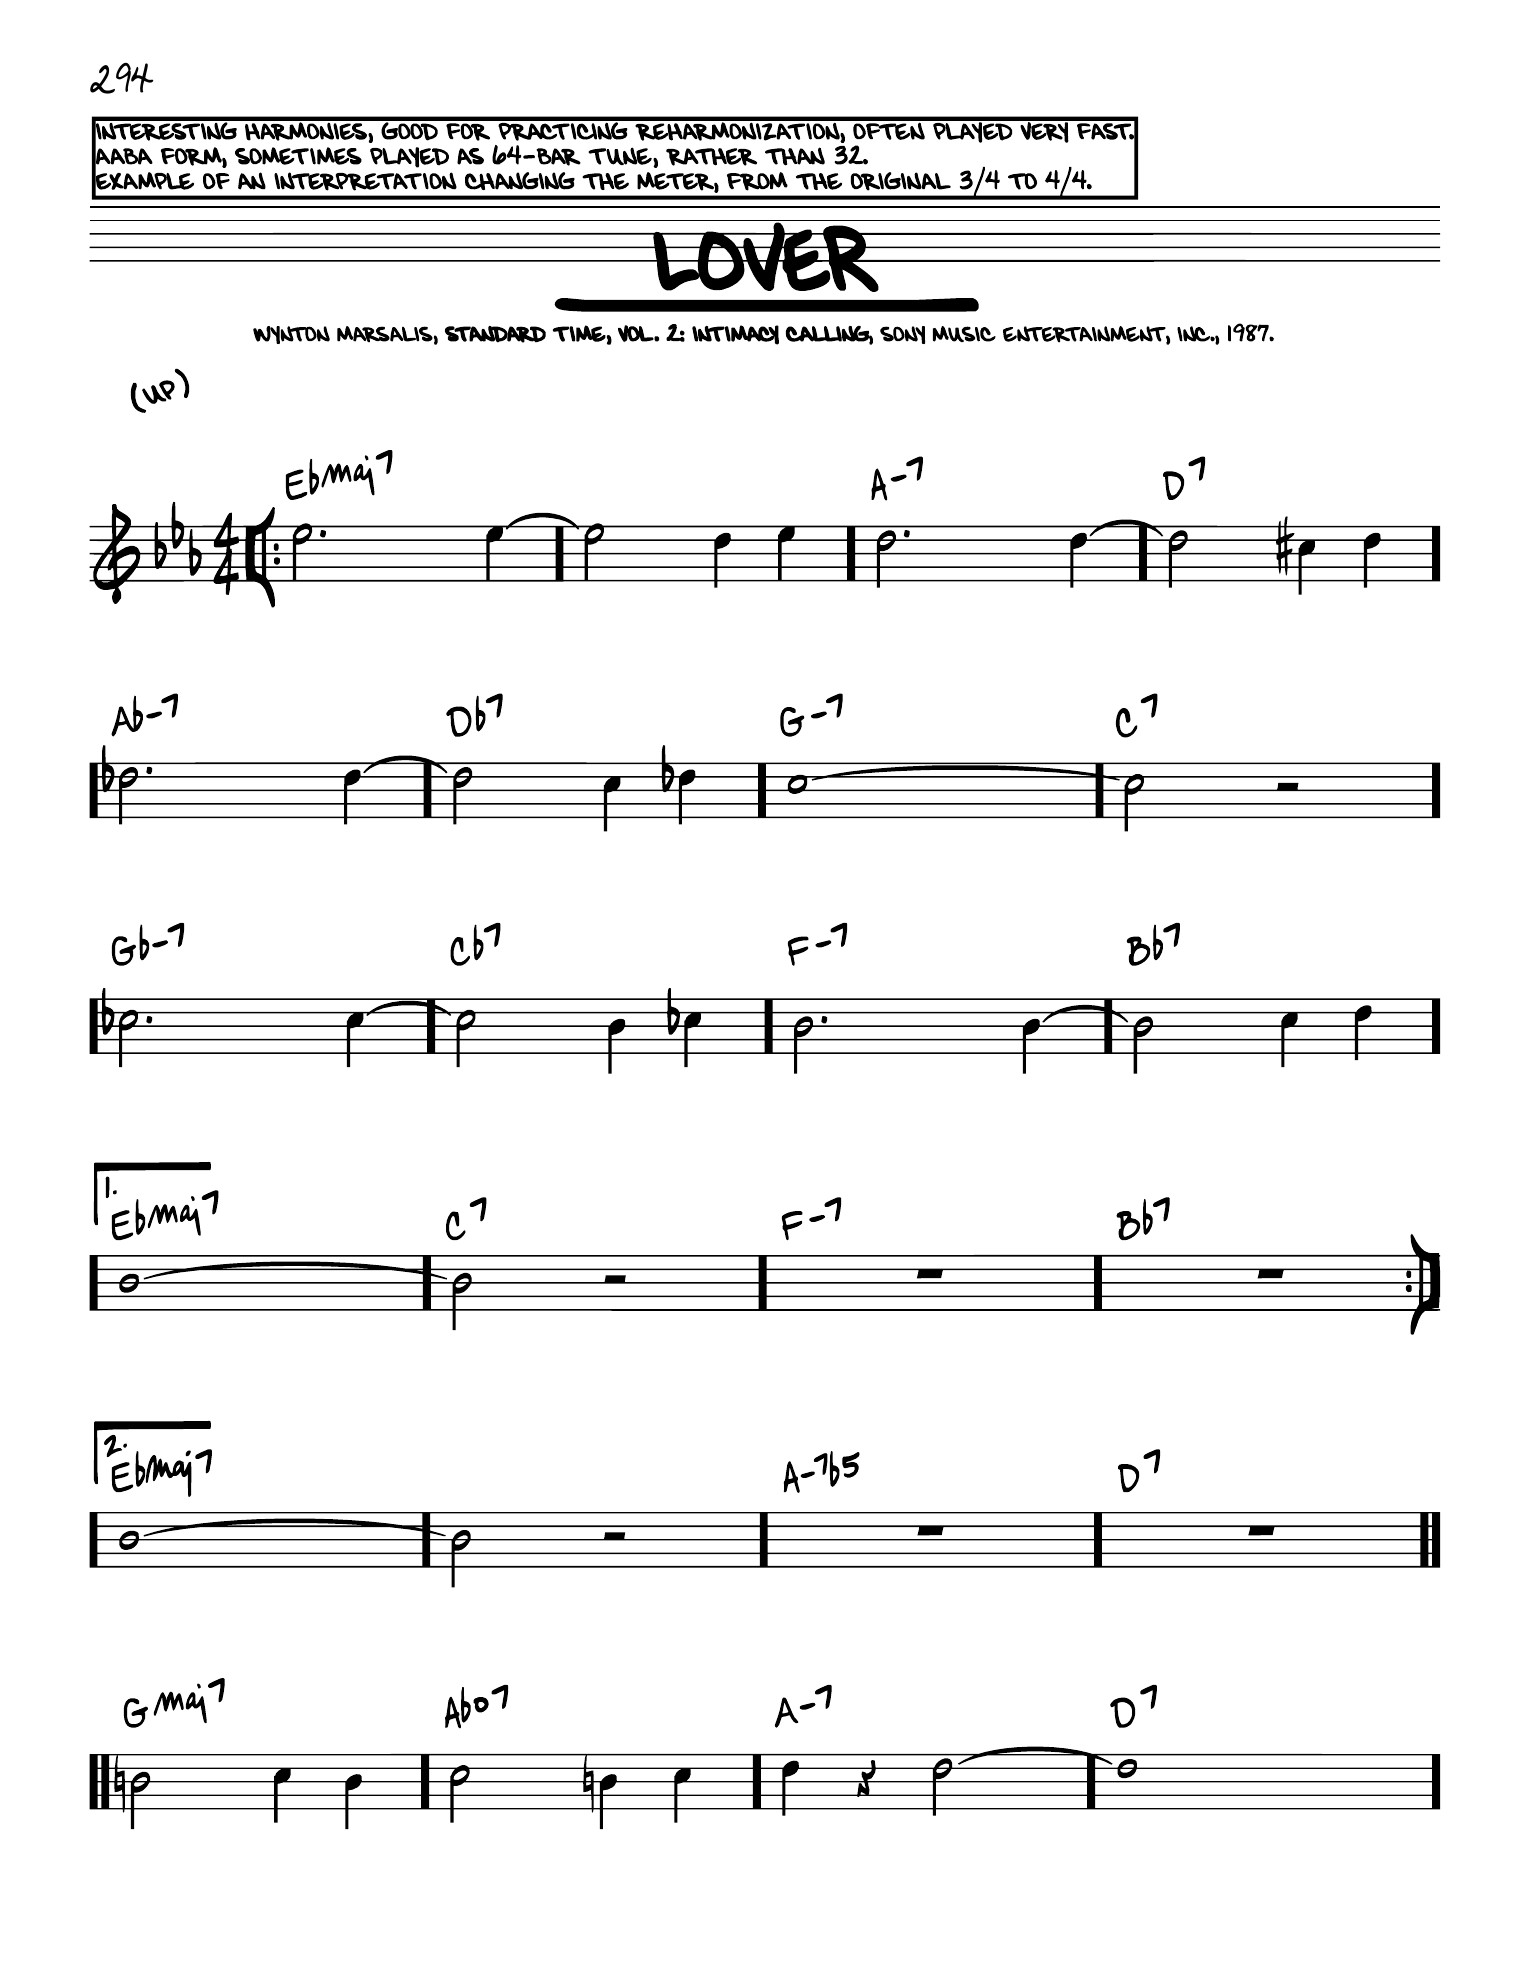 294
INTERESTING HARMONIES, GOOD FOR PRACTICING REHARMONIZATION, OFTEN PLAYED VERY FAST.
AABA FORM, SOMETIMES PLAYED AS 64-BAR TUNE, RATHER THAN 32.
EXAMPLE OF AN INTERPRETATION CHANGING THE METER, FROM THE ORIGINAL 3/4 TO 4/4.
LOVER
WYNTON MARSALIS, STANDARD TIME, VOL. 2: INTIMACY CALLING, SONY MUSIC ENTERTAINMENT, INC., 1987.
(UP)
Ebmaj7 A-7 D7
4
4
Ab-7 Db7 G-7 C7
Gb-7 Cb7 F-7 Bb7
1.
Ebmaj7 C7 F-7 Bb7
2.
Ebmaj7 A-7b5 D7
Gmaj7 Abo7 A-7 D7